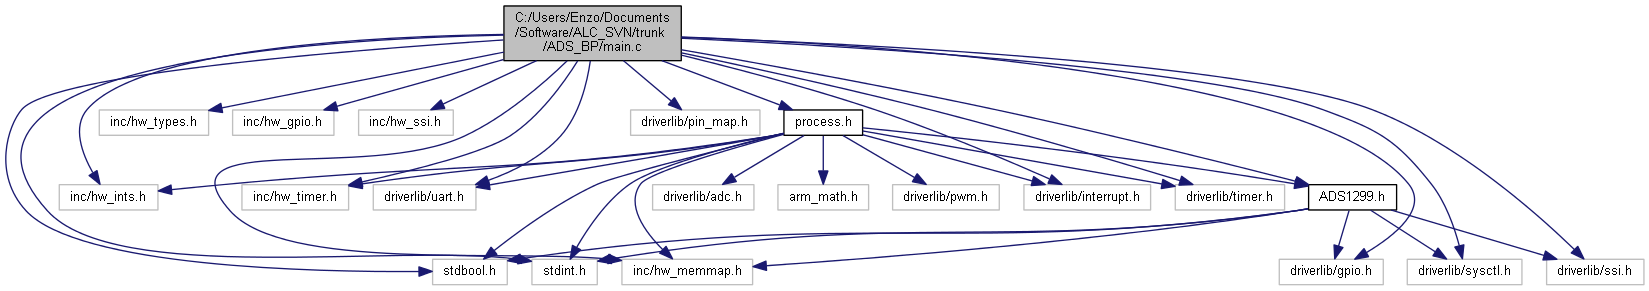 C:/Users/Enzo/Documents
/Software/ALC_SVN/trunk
/ADS_BP/main.c
inc/hw_types.h
inc/hw_gpio.h
inc/hw_ssi.h
driverlib/pin_map.h
process.h
inc/hw_ints.h
inc/hw_timer.h
driverlib/uart.h
driverlib/adc.h
arm_math.h
driverlib/pwm.h
driverlib/interrupt.h
driverlib/timer.h
ADS1299.h
stdbool.h
stdint.h
inc/hw_memmap.h
driverlib/gpio.h
driverlib/sysctl.h
driverlib/ssi.h